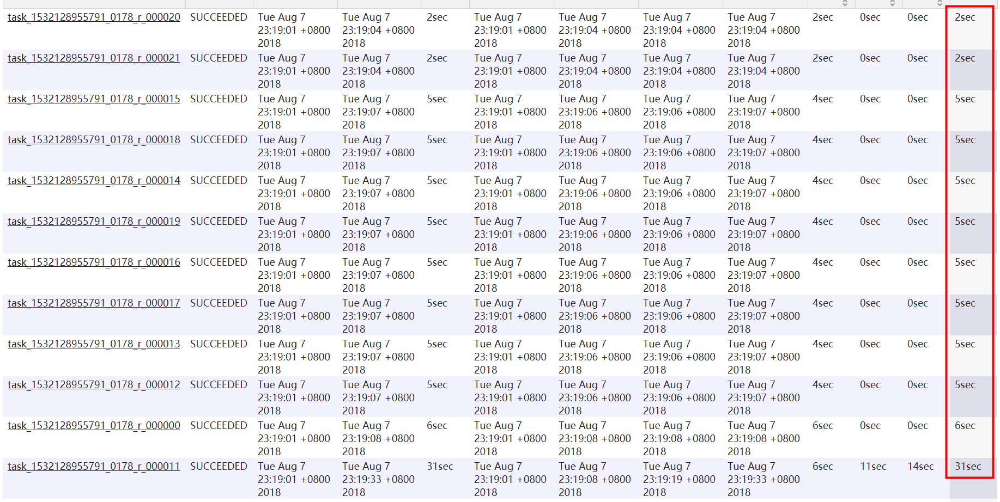 task_1532128955791_0178_r_000020 SUCCEEDED Tue Aug 7 Tue Aug 7 2sec Tue Aug 7 Tue Aug 7 Tue Aug 7 Tue Aug 7 2sec 0sec 0sec 2sec
23:19:01 +0800 23:19:04 +0800 23:19:01 +0800 23:19:04 +0800 23:19:04 +0800 23:19:04 +0800
2018 2018 2018 2018 2018 2018
task_1532128955791_0178_r_000021 SUCCEEDED Tue Aug 7 Tue Aug 7 2sec Tue Aug 7 Tue Aug 7 Tue Aug 7 Tue Aug 7 2sec 0sec 0sec 2sec
23:19:01 +0800 23:19:04 +0800 23:19:01 +0800 23:19:04 +0800 23:19:04 +0800 23:19:04 +0800
2018 2018 2018 2018 2018 2018
task_1532128955791_0178_r_000015 SUCCEEDED Tue Aug 7 Tue Aug 7 5sec Tue Aug 7 Tue Aug 7 Tue Aug 7 Tue Aug 7 4sec 0sec 0sec 5sec
23:19:01 +0800 23:19:07 +0800 23:19:01 +0800 23:19:06 +0800 23:19:06 +0800 23:19:07 +0800
2018 2018 2018 2018 2018 2018
task_1532128955791_0178_r_000018 SUCCEEDED Tue Aug 7 Tue Aug 7 5sec Tue Aug 7 Tue Aug 7 Tue Aug 7 Tue Aug 7 4sec 0sec 0sec 5sec
23:19:01 +0800 23:19:07 +0800 23:19:01 +0800 23:19:06 +0800 23:19:06 +0800 23:19:07 +0800
2018 2018 2018 2018 2018 2018
task_1532128955791_0178_r_000014 SUCCEEDED Tue Aug 7 Tue Aug 7 5sec Tue Aug 7 Tue Aug 7 Tue Aug 7 Tue Aug 7 4sec 0sec 0sec 5sec
23:19:01 +0800 23:19:07 +0800 23:19:01 +0800 23:19:06 +0800 23:19:06 +0800 23:19:07 +0800
2018 2018 2018 2018 2018 2018
task_1532128955791_0178_r_000019 SUCCEEDED Tue Aug 7 Tue Aug 7 5sec Tue Aug 7 Tue Aug 7 Tue Aug 7 Tue Aug 7 4sec 0sec 0sec 5sec
23:19:01 +0800 23:19:07 +0800 23:19:01 +0800 23:19:06 +0800 23:19:06 +0800 23:19:07 +0800
2018 2018 2018 2018 2018 2018
task_1532128955791_0178_r_000016 SUCCEEDED Tue Aug 7 Tue Aug 7 5sec Tue Aug 7 Tue Aug 7 Tue Aug 7 Tue Aug 7 4sec 0sec 0sec 5sec
23:19:01 +0800 23:19:07 +0800 23:19:01 +0800 23:19:06 +0800 23:19:06 +0800 23:19:07 +0800
2018 2018 2018 2018 2018 2018
task_1532128955791_0178_r_000017 SUCCEEDED Tue Aug 7 Tue Aug 7 5sec Tue Aug 7 Tue Aug 7 Tue Aug 7 Tue Aug 7 4sec 0sec 0sec 5sec
23:19:01 +0800 23:19:07 +0800 23:19:01 +0800 23:19:06 +0800 23:19:06 +0800 23:19:07 +0800
2018 2018 2018 2018 2018 2018
task_1532128955791_0178_r_000013 SUCCEEDED Tue Aug 7 Tue Aug 7 5sec Tue Aug 7 Tue Aug 7 Tue Aug 7 Tue Aug 7 4sec 0sec 0sec 5sec
23:19:01 +0800 23:19:07 +0800 23:19:01 +0800 23:19:06 +0800 23:19:06 +0800 23:19:07 +0800
2018 2018 2018 2018 2018 2018
task_1532128955791_0178_r_000012 SUCCEEDED Tue Aug 7 Tue Aug 7 5sec Tue Aug 7 Tue Aug 7 Tue Aug 7 Tue Aug 7 4sec 0sec 0sec 5sec
23:19:01 +0800 23:19:07 +0800 23:19:01 +0800 23:19:06 +0800 23:19:06 +0800 23:19:07 +0800
2018 2018 2018 2018 2018 2018
task_1532128955791_0178_r_000000 SUCCEEDED Tue Aug 7 Tue Aug 7 6sec Tue Aug 7 Tue Aug 7 Tue Aug 7 Tue Aug 7 6sec 0sec 0sec 6sec
23:19:01 +0800 23:19:08 +0800 23:19:01 +0800 23:19:08 +0800 23:19:08 +0800 23:19:08 +0800
2018 2018 2018 2018 2018 2018
task_1532128955791_0178_r_000011 SUCCEEDED Tue Aug 7 Tue Aug 7 31sec Tue Aug 7 Tue Aug 7 Tue Aug 7 Tue Aug 7 6sec 11sec 14sec 31sec
23:19:01 +0800 23:19:33 +0800 23:19:01 +0800 23:19:08 +0800 23:19:19 +0800 23:19:33 +0800
2018 2018 2018 2018 2018 2018